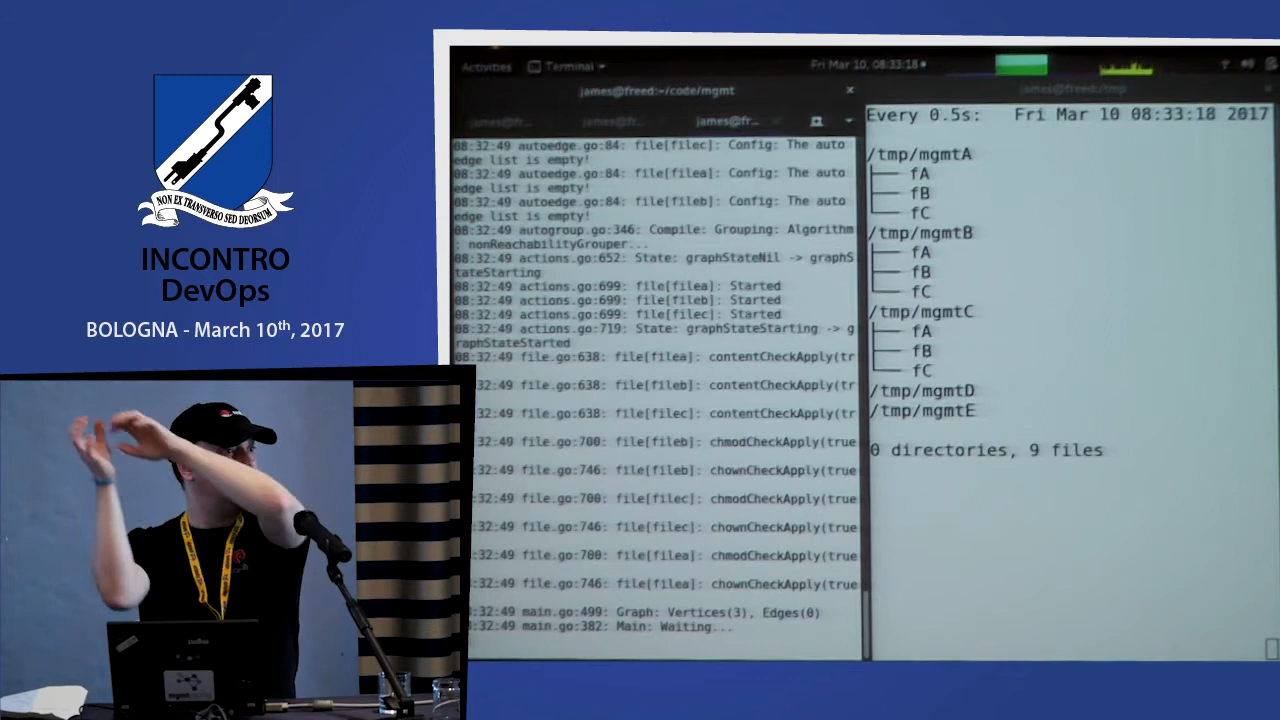 NON EX TRANSVERSO SED DEORSUM
INCONTRO
DevOps
BOLOGNA - March 10th, 2017
Activities Terminal Fri Mar 10, 08:33:18
james@freed:~/code/mgmt
james@fr… james@fr… james@fr…
08:32:49 autoedge.go:84: file[filec]: Config: The auto
edge list is empty!
08:32:49 autoedge.go:84: file[filea]: Config: The auto
edge list is empty!
08:32:49 autoedge.go:84: file[fileb]: Config: The auto
edge list is empty!
08:32:49 autogroup.go:346: Compile: Grouping: Algorithm
: nonReachabilityGrouper...
08:32:49 actions.go:652: State: graphStateNil -> graphS
tateStarting
08:32:49 actions.go:699: file[filea]: Started
08:32:49 actions.go:699: file[fileb]: Started
08:32:49 actions.go:699: file[filec]: Started
08:32:49 actions.go:719: State: graphStateStarting -> g
raphStateStarted
08:32:49 file.go:638: file[filea]: contentCheckApply(tr
08:32:49 file.go:638: file[fileb]: contentCheckApply(tr
08:32:49 file.go:638: file[filec]: contentCheckApply(tr
08:32:49 file.go:700: file[fileb]: chmodCheckApply(true
:32:49 file.go:746: file[fileb]: chownCheckApply(true
:32:49 file.go:700: file[filec]: chmodCheckApply(true
:32:49 file.go:746: file[filec]: chownCheckApply(true
:32:49 file.go:700: file[filea]: chmodCheckApply(true
:32:49 file.go:746: file[filea]: chownCheckApply(true
:32:49 main.go:499: Graph: Vertices(3), Edges(0)
:32:49 main.go:382: Main: Waiting...
james@freed:/tmp
Every 0.5s: Fri Mar 10 08:33:18 2017
/tmp/mgmtA
├── fA
├── fB
└── fC
/tmp/mgmtB
├── fA
├── fB
└── fC
/tmp/mgmtC
├── fA
├── fB
└── fC
/tmp/mgmtD
/tmp/mgmtE
0 directories, 9 files
mgmt